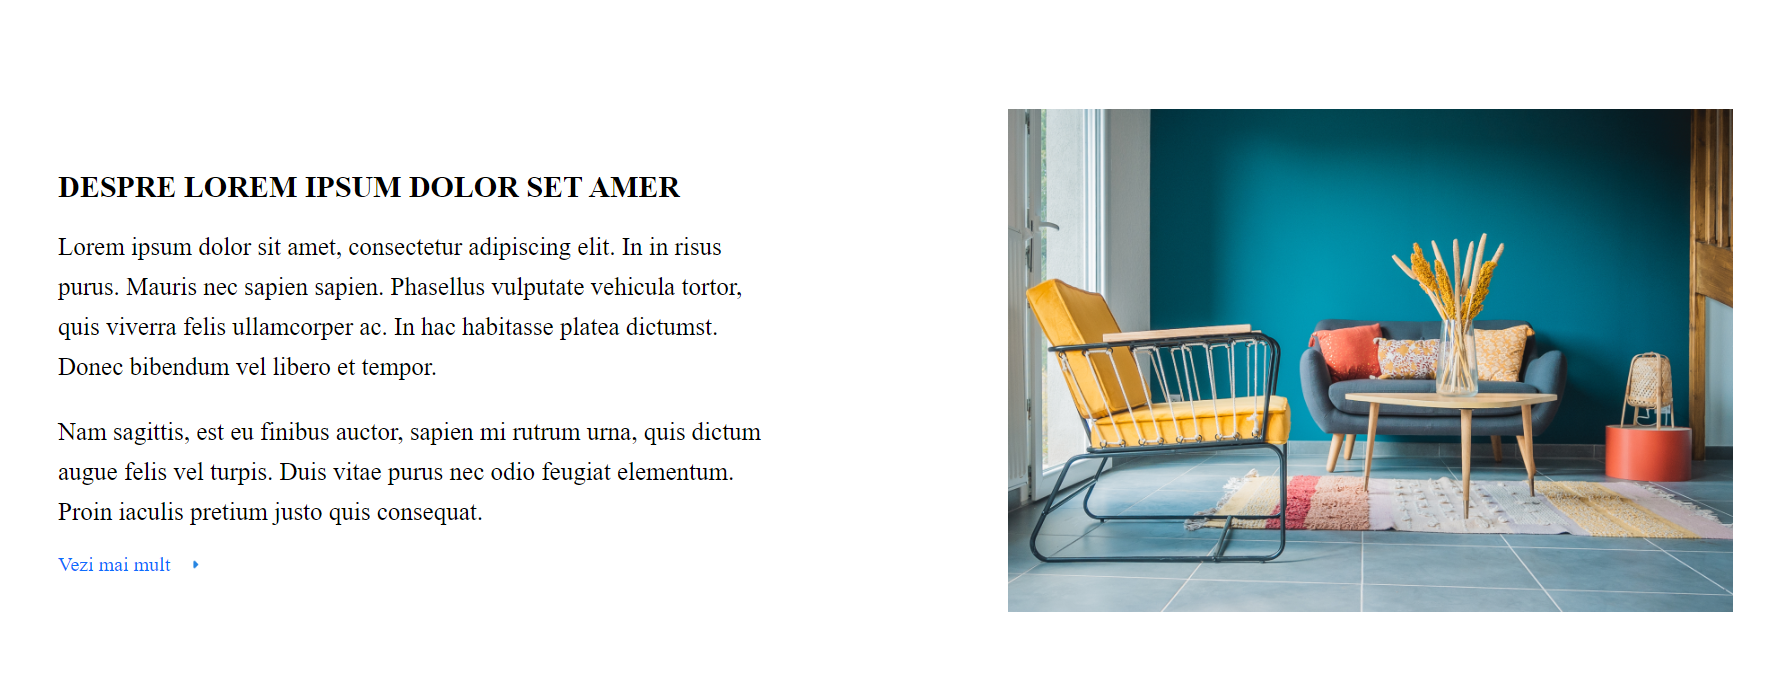 DESPRE LOREM IPSUM DOLOR SET AMER
Lorem ipsum dolor sit amet, consectetur adipiscing elit. In in risus
purus. Mauris nec sapien sapien. Phasellus vulputate vehicula tortor,
quis viverra felis ullamcorper ac. In hac habitasse platea dictumst.
Donec bibendum vel libero et tempor.
Nam sagittis, est eu finibus auctor, sapien mi rutrum urna, quis dictum
augue felis vel turpis. Duis vitae purus nec odio feugiat elementum.
Proin iaculis pretium justo quis consequat.
Vezi mai mult